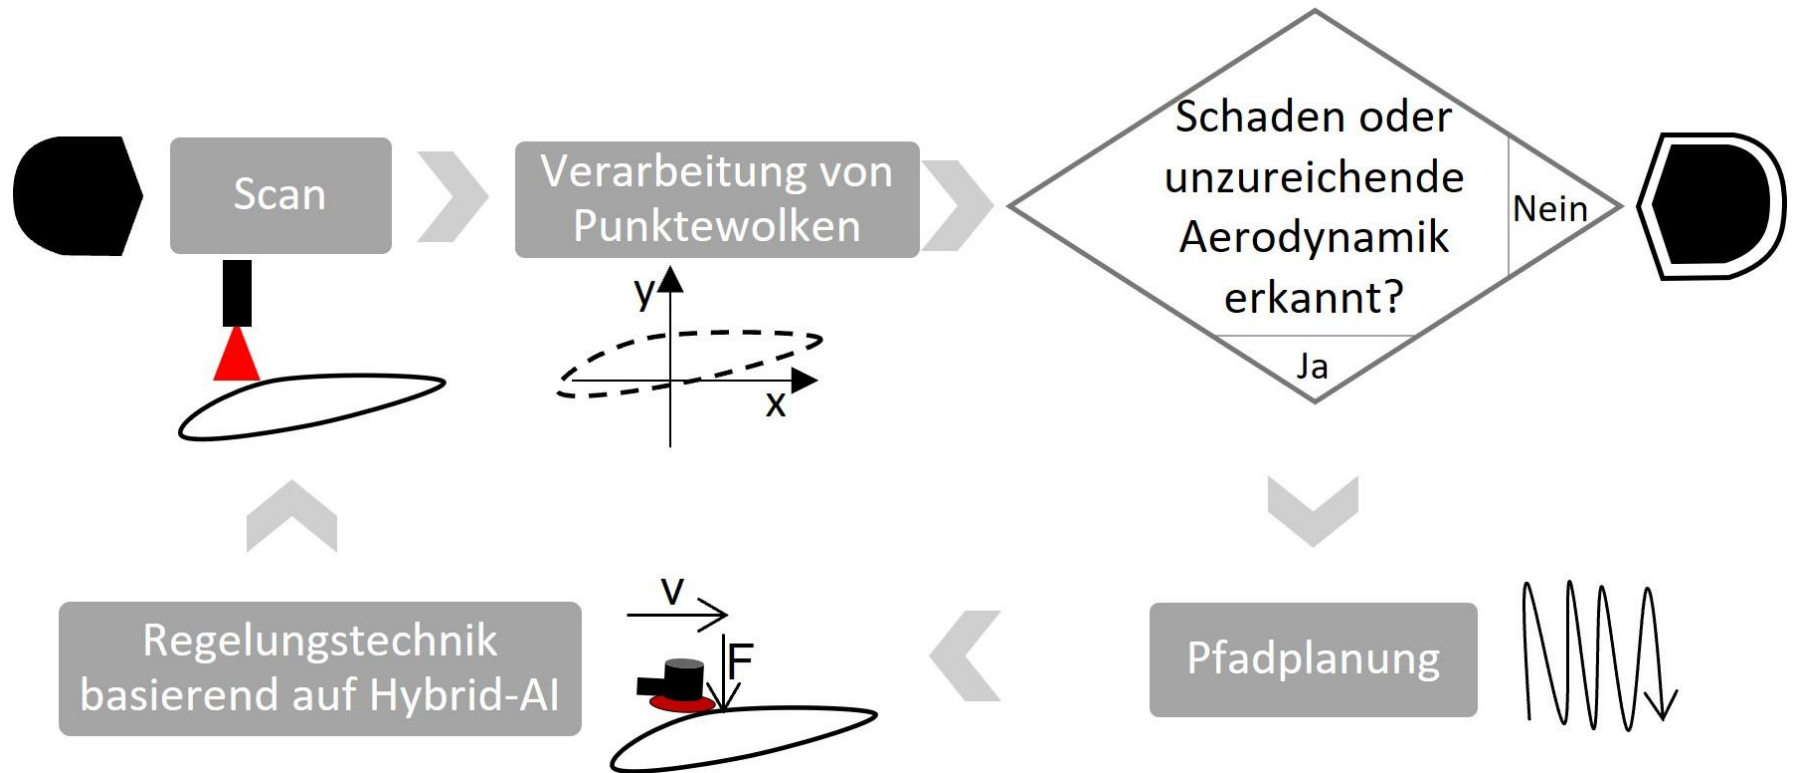 Scan
Verarbeitung von
Punktewolken
Schaden oder
unzureichende
Aerodynamik
erkannt?
Nein
Ja
y
x
Regelungstechnik
basierend auf Hybrid-AI
v
F
Pfadplanung